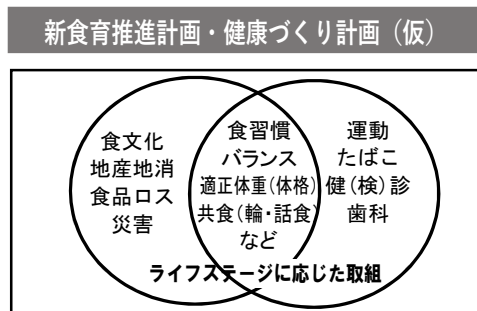 新食育推進計画・健康づくり計画（仮）
食文化
地産地消
食品ロス
災害
食習慣
バランス
適正体重（体格）
共食（輪・話食）
など
運動
たばこ
健（検）診
歯科
ライフステージに応じた取組